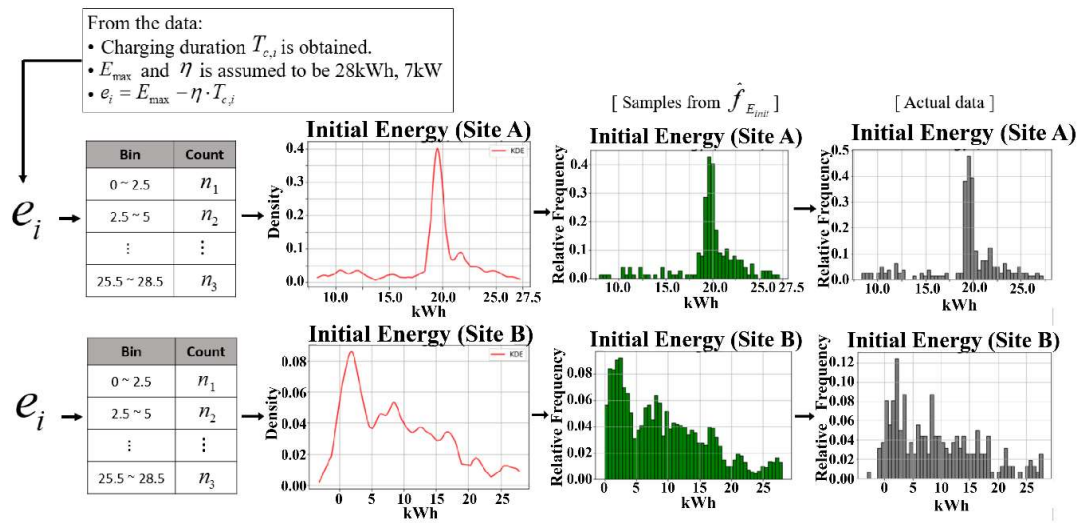 From the data:
• Charging duration T_{c,i} is obtained.
• E_{max} and η is assumed to be 28kWh, 7kW
• e_i = E_{max} − η · T_{c,i}
[ Samples from f̂_{E_{init}} ]
[ Actual data ]
e_i
Bin Count
0 ~ 2.5 n_1
2.5 ~ 5 n_2
⋮ ⋮
25.5 ~ 28.5 n_3
Initial Energy (Site A)
KDE
Density
0.4
0.3
0.2
0.1
0.0
10.0 15.0 20.0 25.0 27.5
kWh
Initial Energy (Site A)
Relative Frequency
0.4
0.3
0.2
0.1
0.0
10.0 15.0 20.0 25.0 27.5
kWh
Initial Energy (Site A)
Relative Frequency
0.5
0.4
0.3
0.2
0.1
0.0
10.0 15.0 20.0 25.0
kWh
e_i
Bin Count
0 ~ 2.5 n_1
2.5 ~ 5 n_2
⋮ ⋮
25.5 ~ 28.5 n_3
Initial Energy (Site B)
KDE
Density
0.08
0.06
0.04
0.02
0.00
0 5 10 15 20 25
kWh
Initial Energy (Site B)
Relative Frequency
0.08
0.06
0.04
0.02
0.00
0 5 10 15 20 25
kWh
Initial Energy (Site B)
Relative Frequency
0.12
0.10
0.08
0.06
0.04
0.02
0.00
0 5 10 15 20 25
kWh